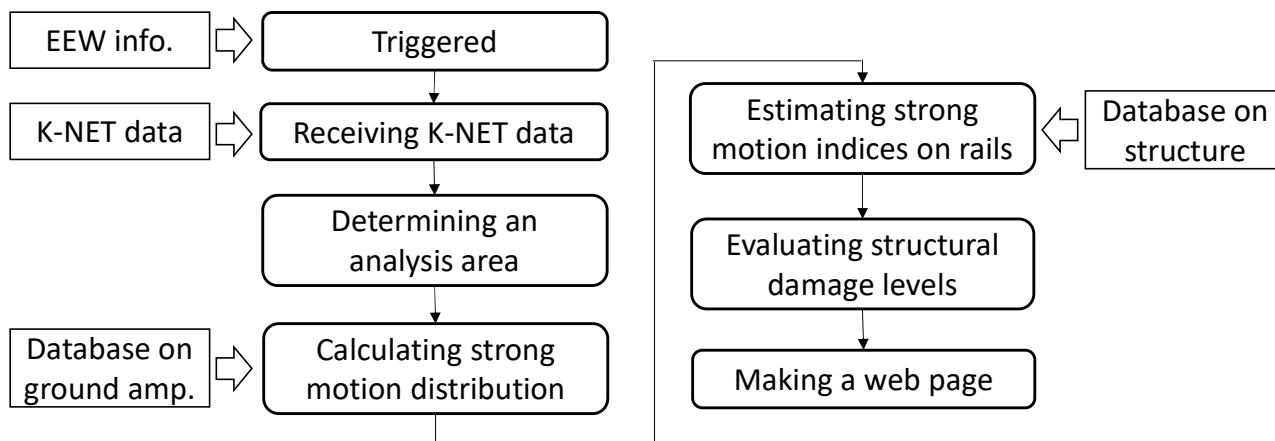 EEW info.
Triggered
K-NET data
Receiving K-NET data
Determining an
analysis area
Database on
ground amp.
Calculating strong
motion distribution
Estimating strong
motion indices on rails
Database on
structure
Evaluating structural
damage levels
Making a web page